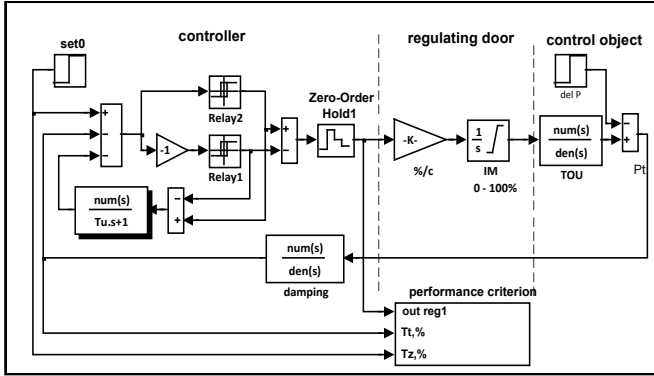 controller
regulating door
control object
set0
del P
Relay2
Zero-Order
Hold1
+
−
−
-1
Relay1
+
−
-K-
%/c
1
s
IM
0 - 100%
num(s)
den(s)
TOU
−
+
Pt
num(s)
Tu.s+1
−
+
num(s)
den(s)
damping
performance criterion
out reg1
Tt,%
Tz,%